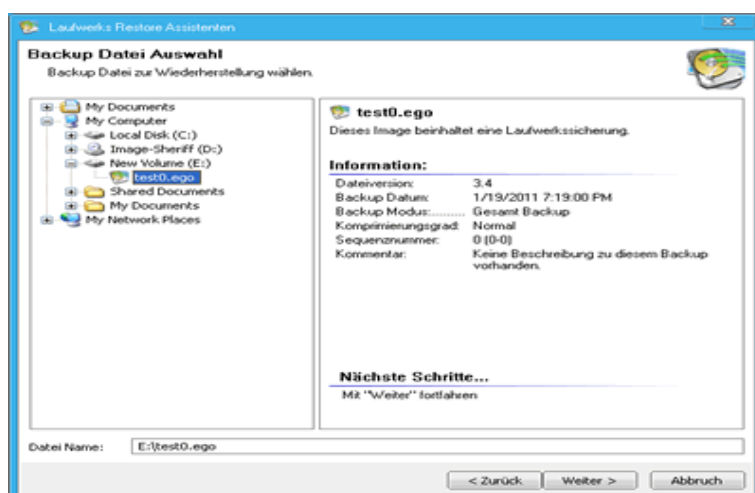 Laufwerks Restore Assistenten
Backup Datei Auswahl
Backup Datei zur Wiederherstellung wählen.
My Documents
My Computer
Local Disk (C:)
Image-Sheriff (D:)
New Volume (E:)
test0.ego
Shared Documents
My Documents
My Network Places
test0.ego
Dieses Image beinhaltet eine Laufwerkssicherung.
Information:
Dateiversion: 3.4
Backup Datum: 1/19/2011 7:19:00 PM
Backup Modus:......... Gesamt Backup
Komprimierungsgrad: Normal
Sequenznummer: 0 (0-0)
Kommentar: Keine Beschreibung zu diesem Backup
vorhanden.
Nächste Schritte...
Mit "Weiter" fortfahren
Datei Name: E:\test0.ego
< Zurück Weiter > Abbruch